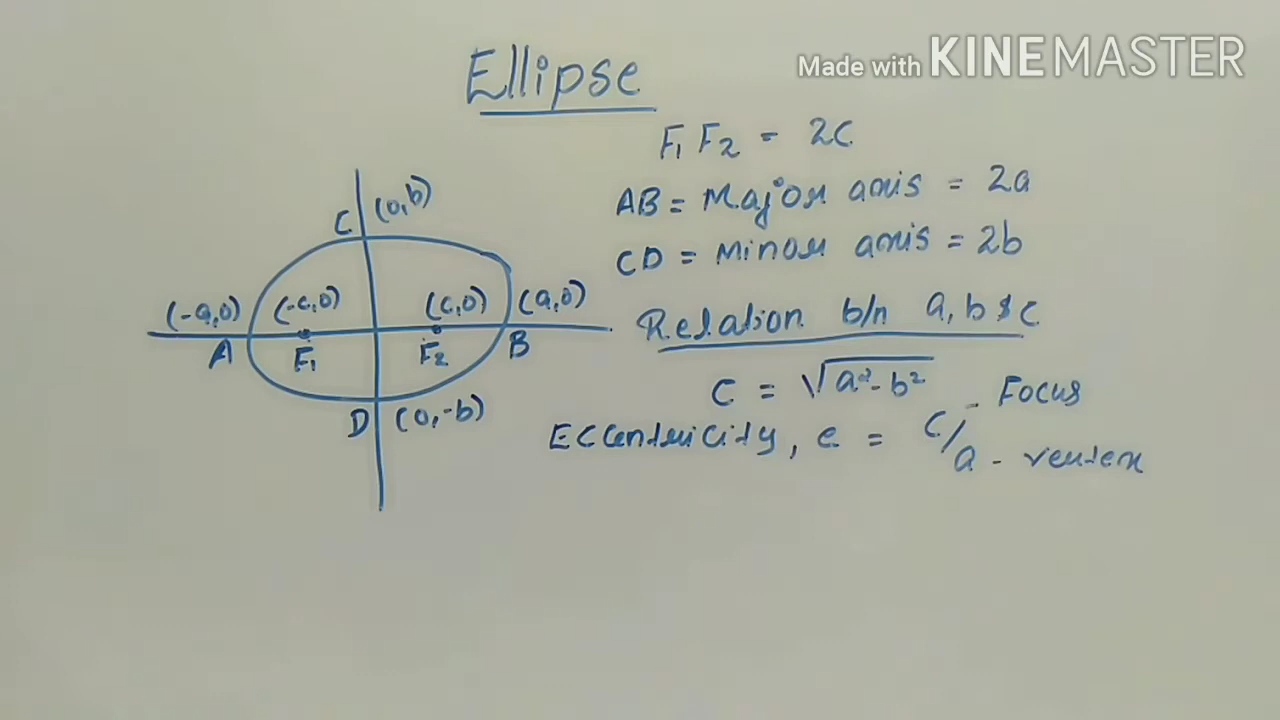 Ellipse
Made with KINEMASTER
F₁ F₂ = 2c
AB = Major axis = 2a
CD = Minor axis = 2b
Relation b/n a, b & c
C = √a² - b²
Eccentricity, e = c/a
- Focus
- vertex
C (0, b)
(-a, 0) (-c, 0) (c, 0) (a, 0)
A F₁ F₂ B
D (0, -b)